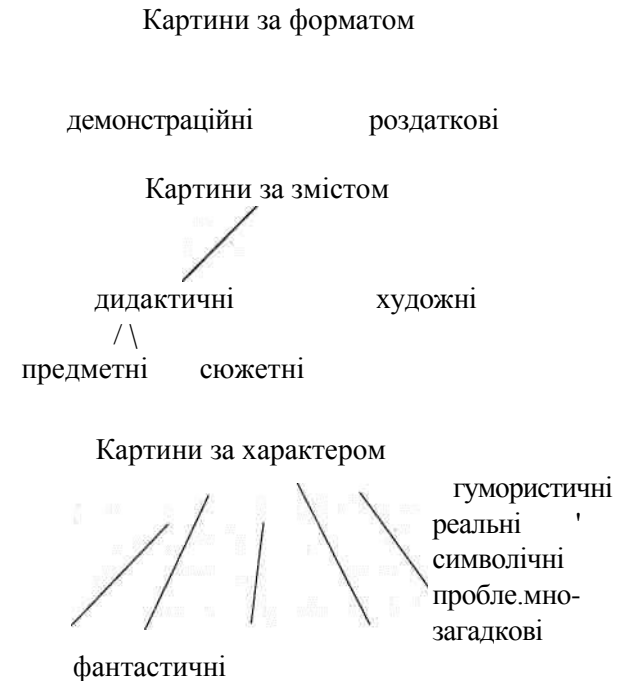 Картини за форматом
демонстраційні роздаткові
Картини за змістом
дидактичні художні
/ \
предметні сюжетні
Картини за характером
гумористичні
реальні '
символічні
пробле.мно-
загадкові
фантастичні